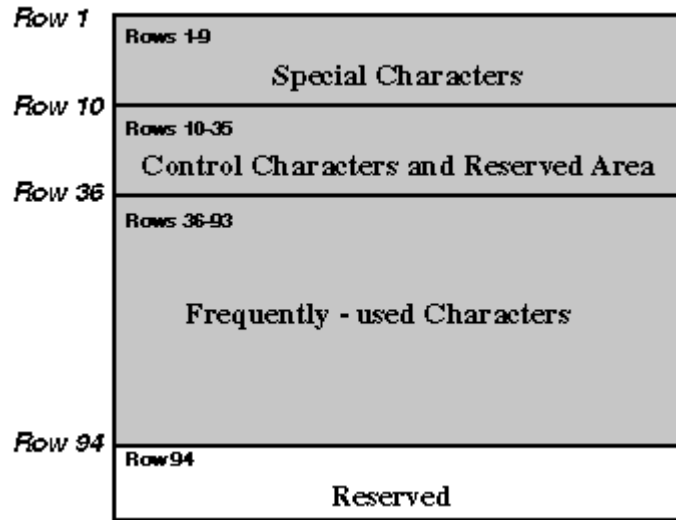 Row 1
Rows 1-9
Special Characters
Row 10
Rows 10-35
Control Characters and Reserved Area
Row 36
Rows 36-93
Frequently - used Characters
Row 94
Row 94
Reserved